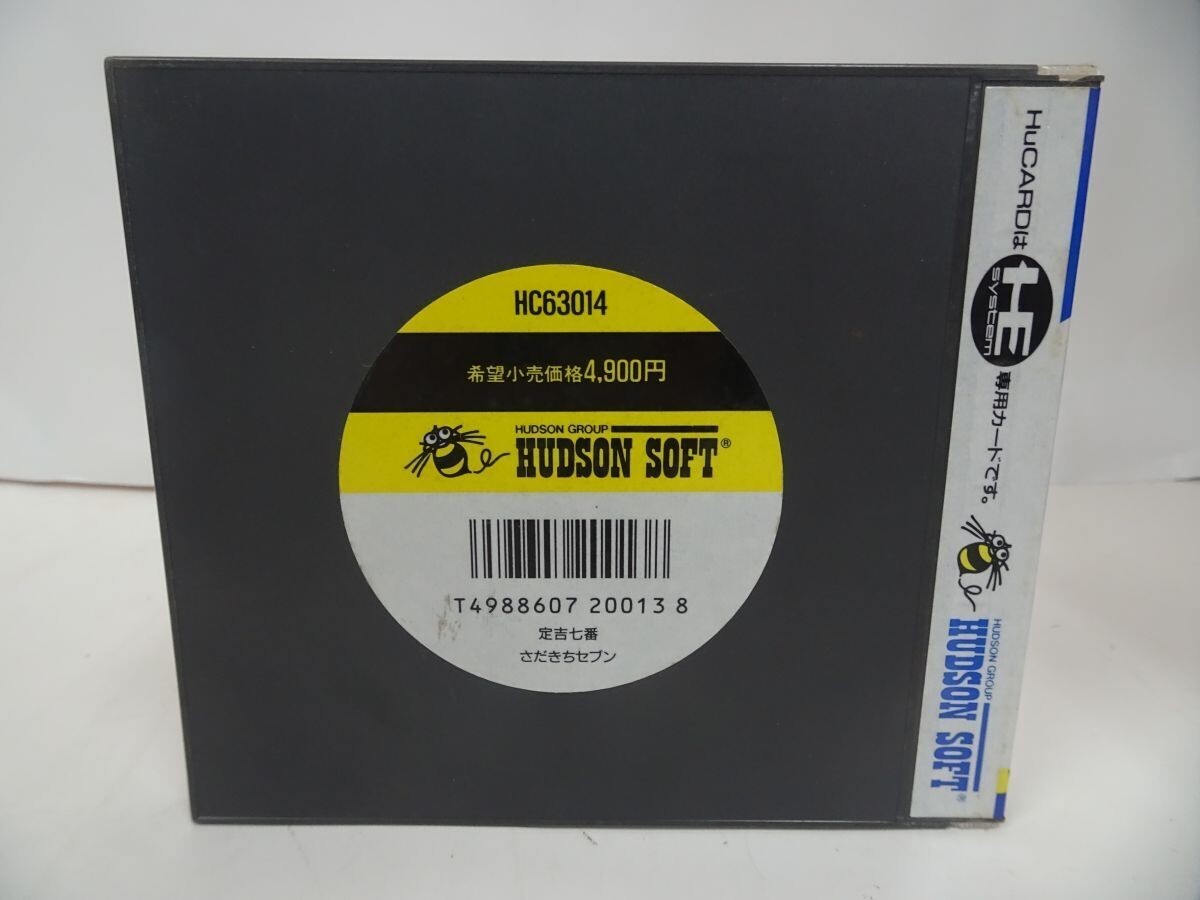 HC63014
希望小売価格4,900円
HUDSON GROUP
HUDSON SOFT®
T4988607 20013 8
定吉七番
さだきちセブン
HuCARDは HE system 専用カードです。
HUDSON GROUP
HUDSON SOFT®